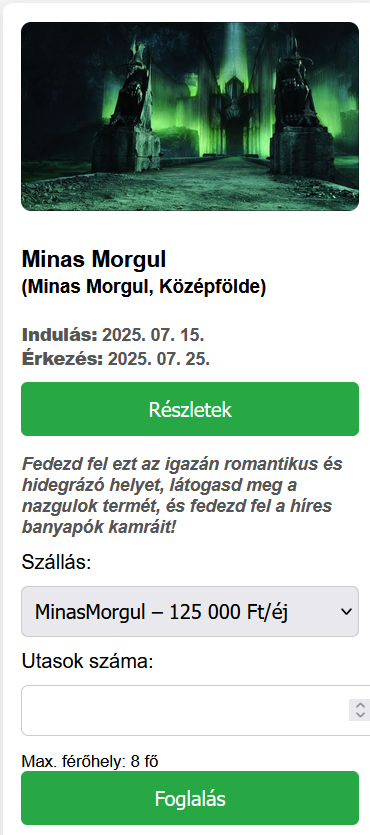 Minas Morgul
(Minas Morgul, Középfölde)
Indulás: 2025. 07. 15.
Érkezés: 2025. 07. 25.
Részletek
Fedezd fel ezt az igazán romantikus és
hidegrázó helyet, látogasd meg a
nazgulok termét, és fedezd fel a híres
banyapók kamráit!
Szállás:
MinasMorgul – 125 000 Ft/éj
Utasok száma:
Max. férőhely: 8 fő
Foglalás